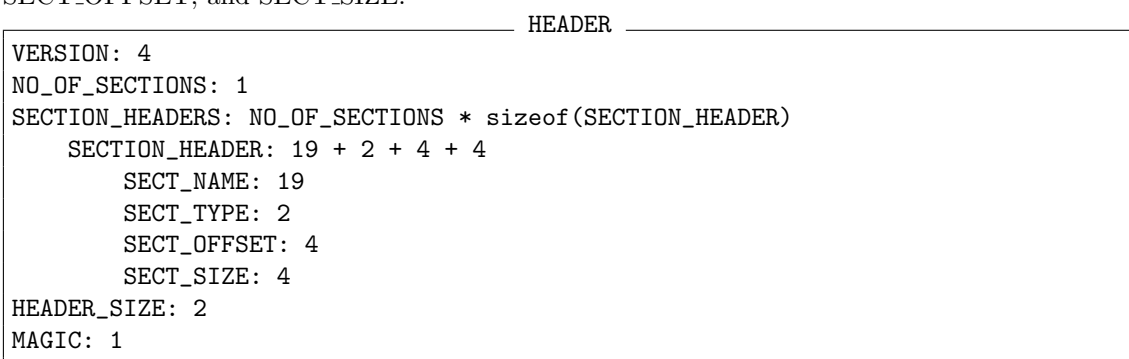 SECT_OFFSET, and SECT_SIZE.
HEADER
VERSION: 4
NO_OF_SECTIONS: 1
SECTION_HEADERS: NO_OF_SECTIONS * sizeof(SECTION_HEADER)
SECTION_HEADER: 19 + 2 + 4 + 4
SECT_NAME: 19
SECT_TYPE: 2
SECT_OFFSET: 4
SECT_SIZE: 4
HEADER_SIZE: 2
MAGIC: 1